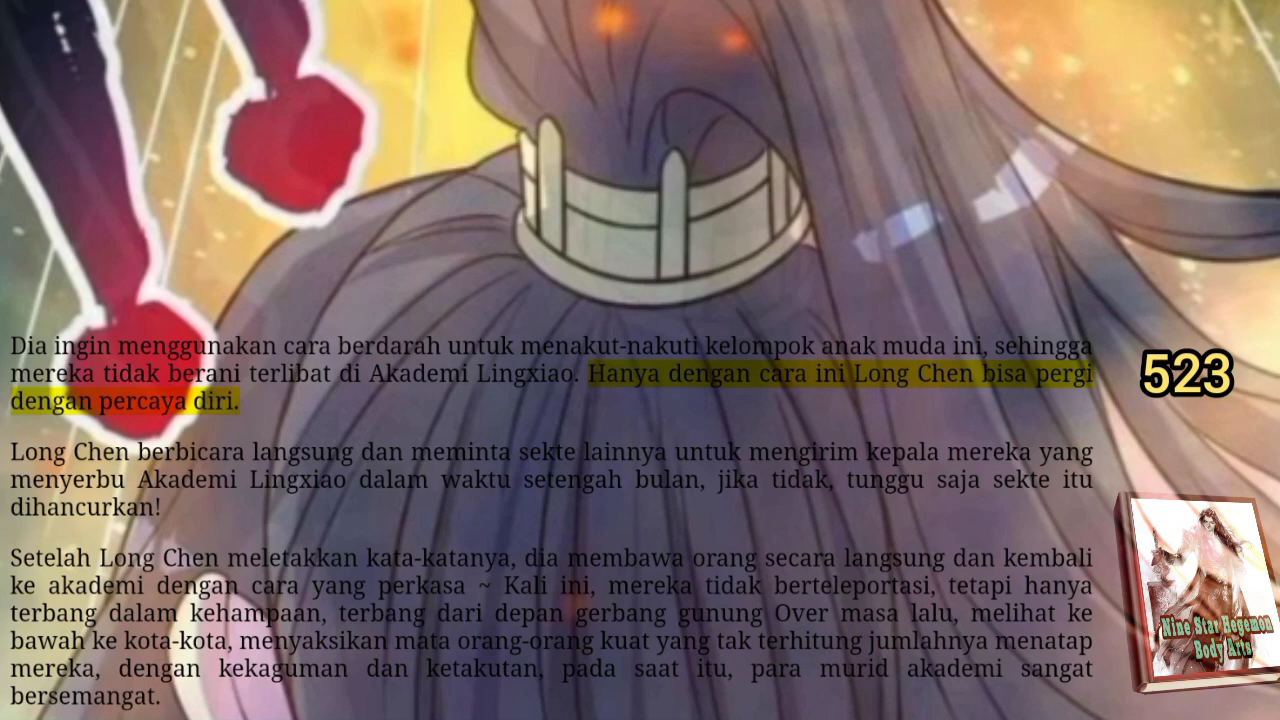 Dia ingin menggunakan cara berdarah untuk menakut-nakuti kelompok anak muda ini, sehingga
mereka tidak berani terlibat di Akademi Lingxiao. Hanya dengan cara ini Long Chen bisa pergi
dengan percaya diri.
Long Chen berbicara langsung dan meminta sekte lainnya untuk mengirim kepala mereka yang
menyerbu Akademi Lingxiao dalam waktu setengah bulan, jika tidak, tunggu saja sekte itu
dihancurkan!
Setelah Long Chen meletakkan kata-katanya, dia membawa orang secara langsung dan kembali
ke akademi dengan cara yang perkasa ~ Kali ini, mereka tidak berteleportasi, tetapi hanya
terbang dalam kehampaan, terbang dari depan gerbang gunung Over masa lalu, melihat ke
bawah ke kota-kota, menyaksikan mata orang-orang kuat yang tak terhitung jumlahnya menatap
mereka, dengan kekaguman dan ketakutan, pada saat itu, para murid akademi sangat
bersemangat.
523
Nine Star Hegemon
Body Arts